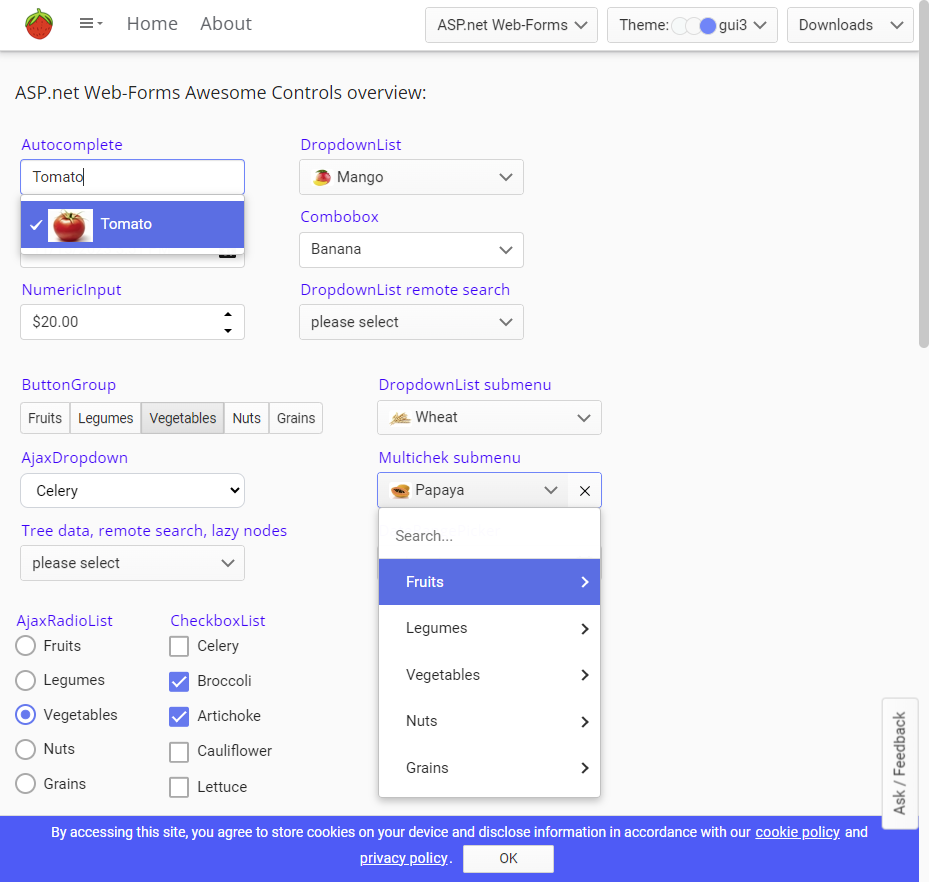 Home About
ASP.net Web-Forms
Theme: gui3
Downloads
ASP.net Web-Forms Awesome Controls overview:
Autocomplete
Tomato
Tomato
DropdownList
Mango
Combobox
Banana
NumericInput
$20.00
DropdownList remote search
please select
ButtonGroup
Fruits Legumes Vegetables Nuts Grains
DropdownList submenu
Wheat
AjaxDropdown
Celery
Multichek submenu
Papaya
Search...
Fruits
Legumes
Vegetables
Nuts
Grains
Tree data, remote search, lazy nodes
please select
AjaxRadioList
Fruits
Legumes
Vegetables
Nuts
Grains
CheckboxList
Celery
Broccoli
Artichoke
Cauliflower
Lettuce
Ask / Feedback
By accessing this site, you agree to store cookies on your device and disclose information in accordance with our cookie policy and
privacy policy. OK